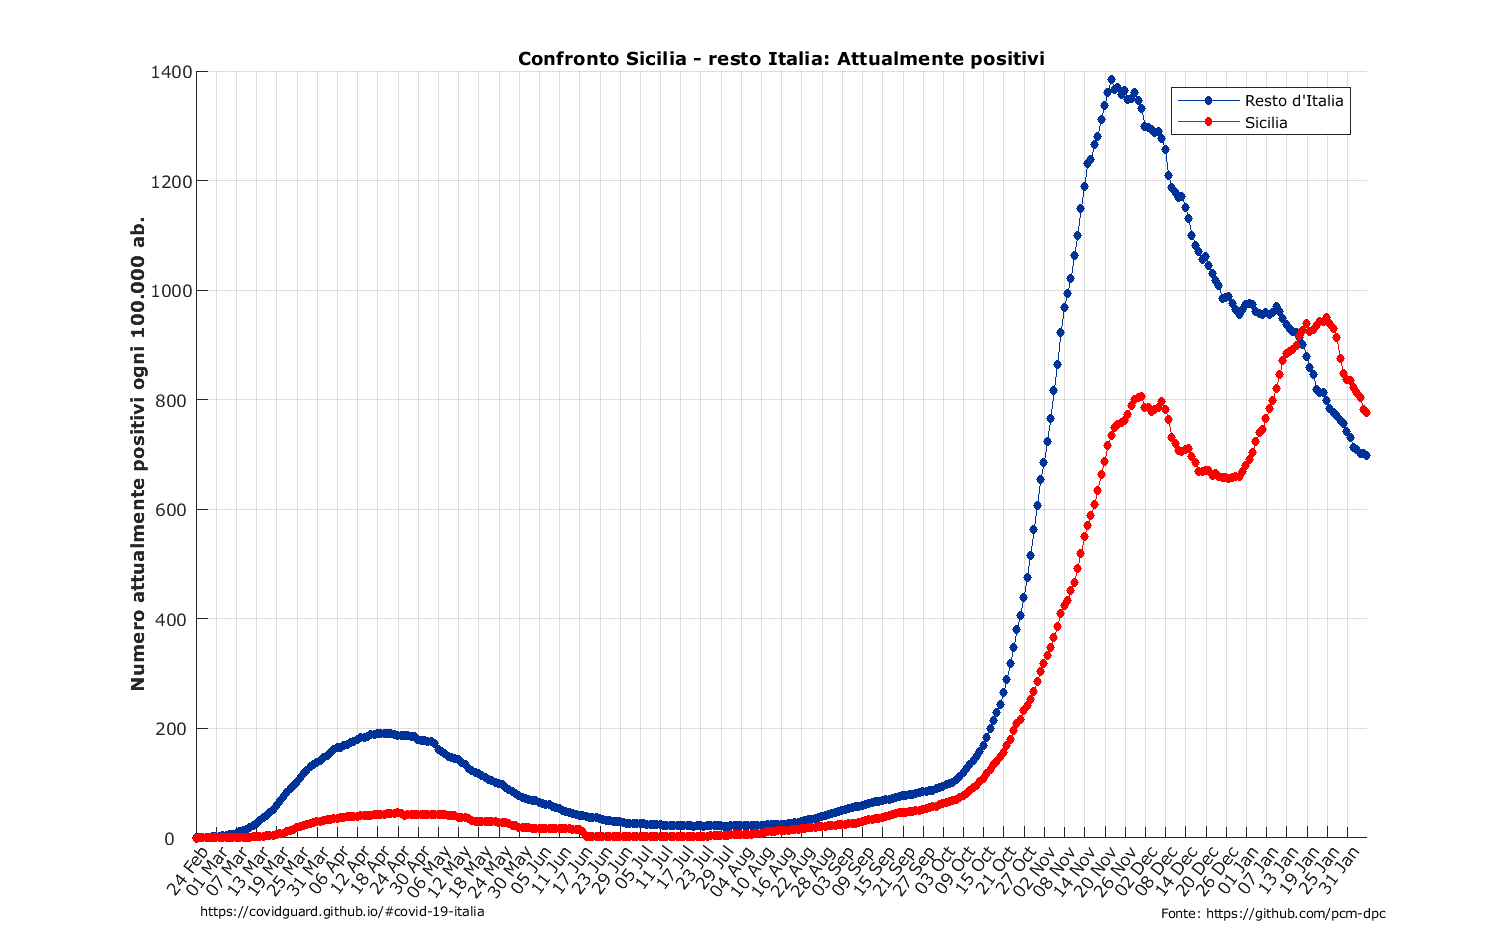 Confronto Sicilia - resto Italia: Attualmente positivi
Numero attualmente positivi ogni 100.000 ab.
1400
1200
1000
800
600
400
200
0
Resto d'Italia
Sicilia
24 Feb
01 Mar
07 Mar
13 Mar
19 Mar
25 Mar
31 Mar
06 Apr
12 Apr
18 Apr
24 Apr
30 Apr
06 May
12 May
18 May
24 May
30 May
05 Jun
11 Jun
17 Jun
23 Jun
29 Jun
05 Jul
11 Jul
17 Jul
23 Jul
29 Jul
04 Aug
10 Aug
16 Aug
22 Aug
28 Aug
03 Sep
09 Sep
15 Sep
21 Sep
27 Sep
03 Oct
09 Oct
15 Oct
21 Oct
27 Oct
02 Nov
08 Nov
14 Nov
20 Nov
26 Nov
02 Dec
08 Dec
14 Dec
20 Dec
26 Dec
01 Jan
07 Jan
13 Jan
19 Jan
25 Jan
31 Jan
https://covidguard.github.io/#covid-19-italia
Fonte: https://github.com/pcm-dpc